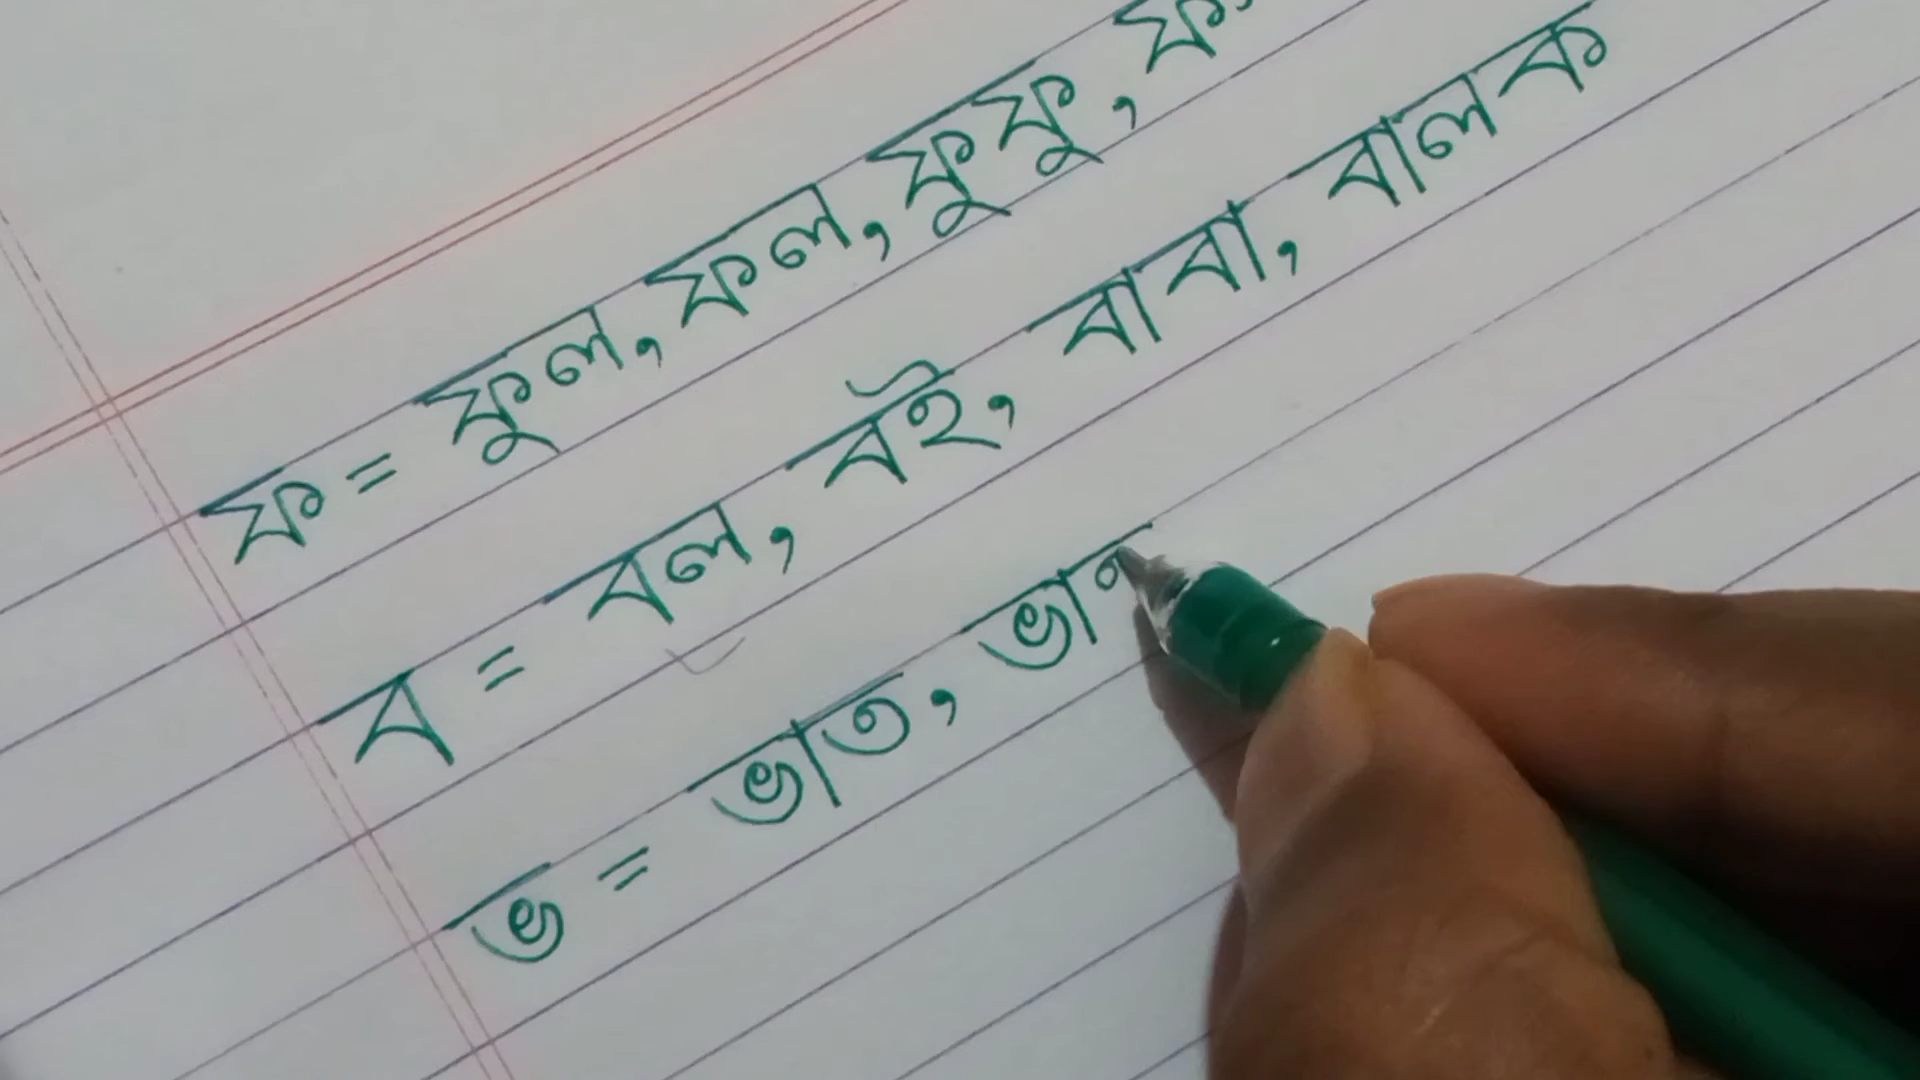 ফ = ফুল, ফল, ফুফু,
ব = বল, বই, বাবা, বালক
ভ = ভাত,